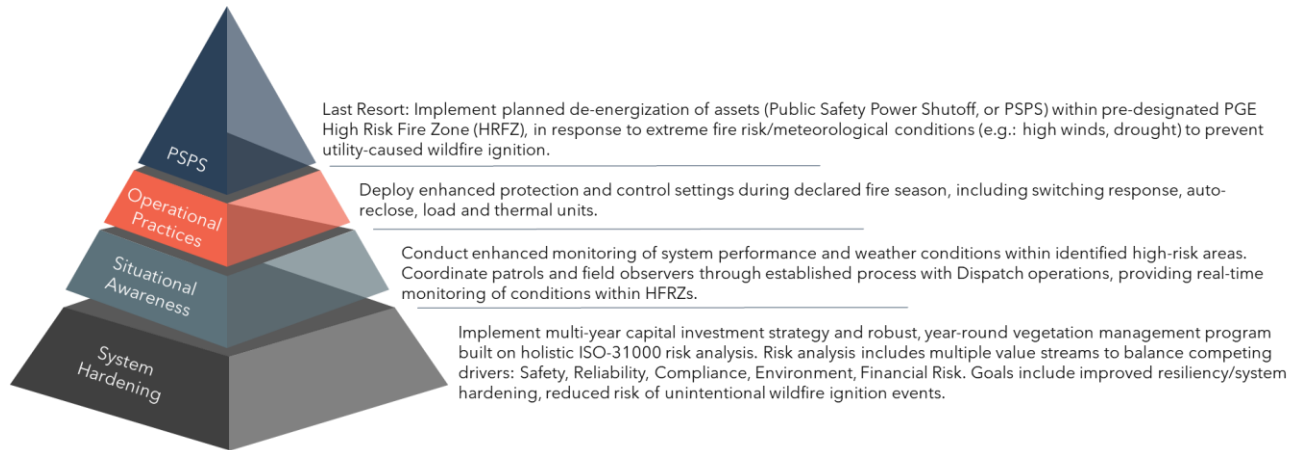 Last Resort: Implement planned de-energization of assets (Public Safety Power Shutoff, or PSPS) within pre-designated PGE
High Risk Fire Zone (HRFZ), in response to extreme fire risk/meteorological conditions (e.g.: high winds, drought) to prevent
utility-caused wildfire ignition.
PSPS
Deploy enhanced protection and control settings during declared fire season, including switching response, auto-
reclose, load and thermal units.
Operational
Practices
Conduct enhanced monitoring of system performance and weather conditions within identified high-risk areas.
Coordinate patrols and field observers through established process with Dispatch operations, providing real-time
monitoring of conditions within HFRZs.
Situational
Awareness
Implement multi-year capital investment strategy and robust, year-round vegetation management program
built on holistic ISO-31000 risk analysis. Risk analysis includes multiple value streams to balance competing
drivers: Safety, Reliability, Compliance, Environment, Financial Risk. Goals include improved resiliency/system
hardening, reduced risk of unintentional wildfire ignition events.
System
Hardening